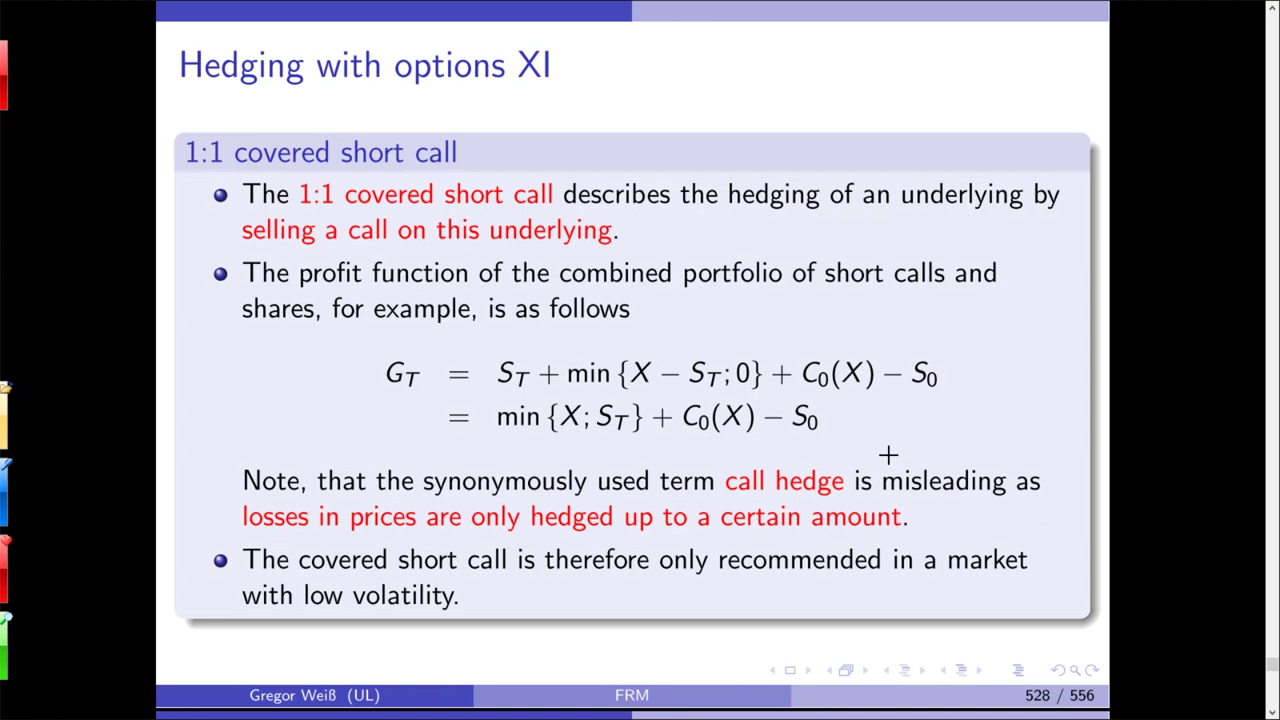 Hedging with options XI
1:1 covered short call
The 1:1 covered short call describes the hedging of an underlying by
selling a call on this underlying.
The profit function of the combined portfolio of short calls and
shares, for example, is as follows
G_T = S_T + min {X − S_T; 0} + C_0(X) − S_0
= min {X; S_T} + C_0(X) − S_0
Note, that the synonymously used term call hedge is misleading as
losses in prices are only hedged up to a certain amount.
The covered short call is therefore only recommended in a market
with low volatility.
Gregor Weiß (UL) FRM 528 / 556